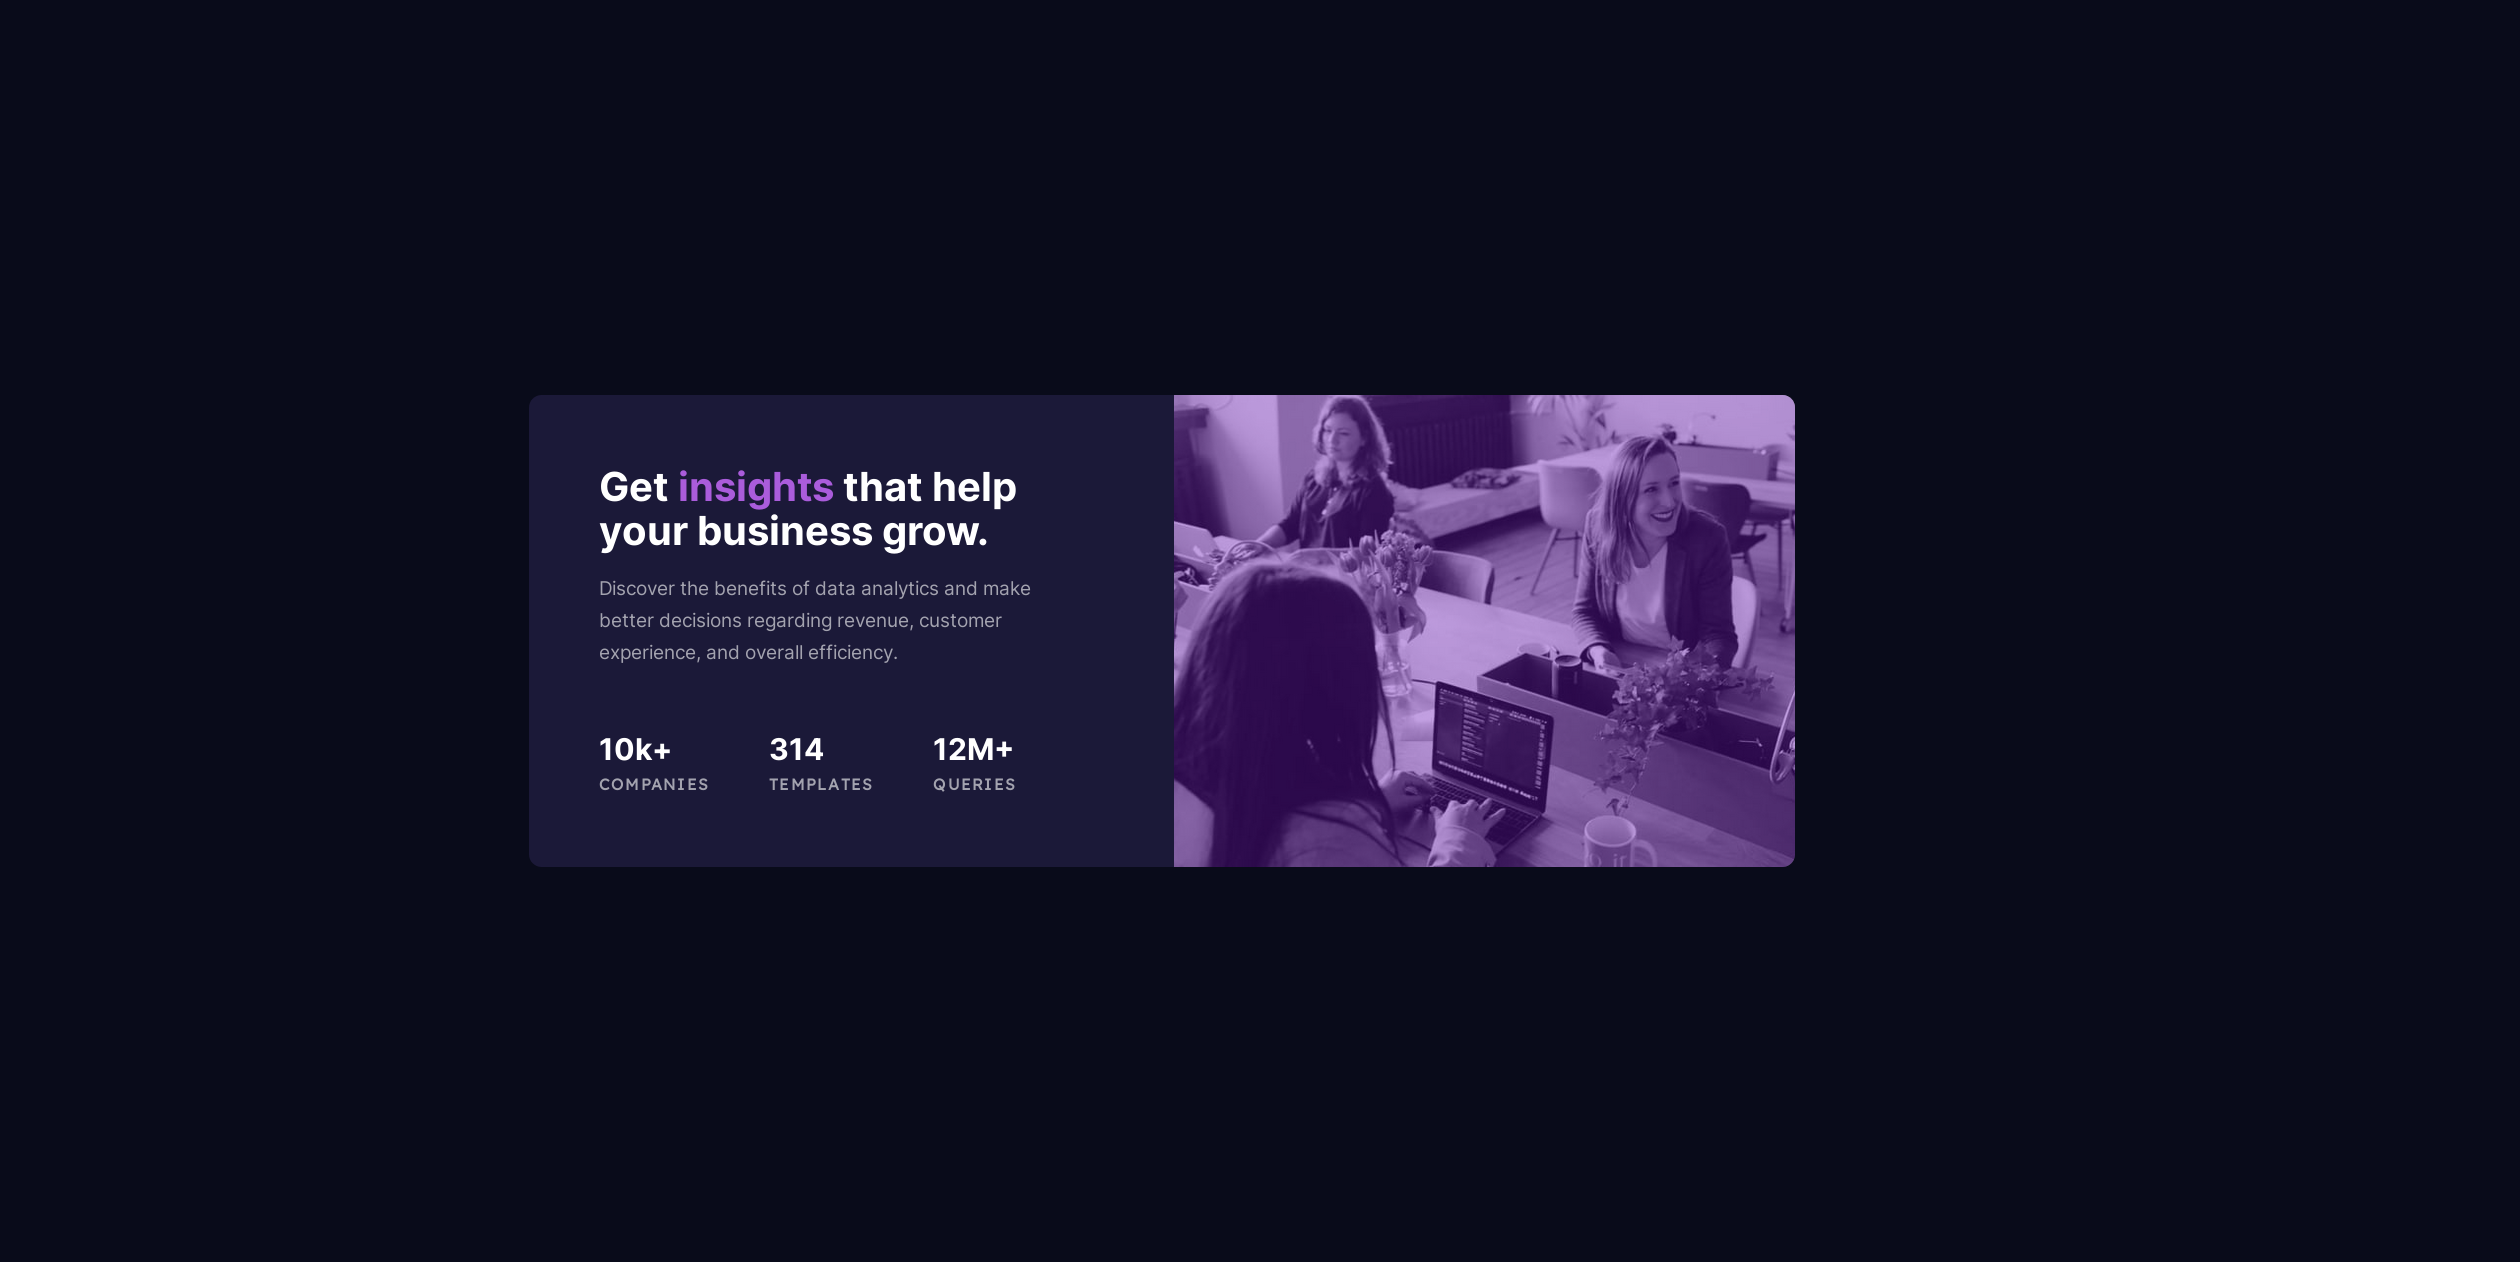 Get insights that help
your business grow.
Discover the benefits of data analytics and make
better decisions regarding revenue, customer
experience, and overall efficiency.
10k+ 314 12M+
COMPANIES TEMPLATES QUERIES